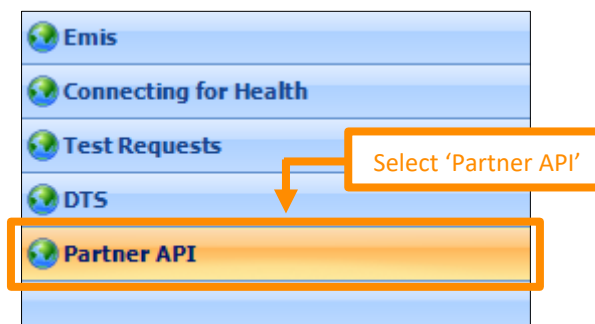 Emis
Connecting for Health
Test Requests
Select ‘Partner API’
DTS
Partner API